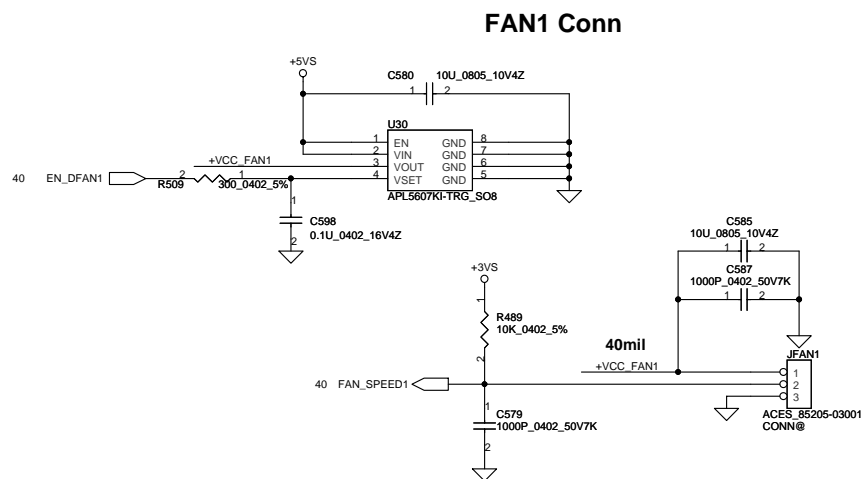 FAN1 Conn
+5VS
C580 10U_0805_10V4Z
1 2
U30
1 EN GND 8
2 VIN GND 7
+VCC_FAN1 3 VOUT GND 6
40 EN_DFAN1 2 1 4 VSET GND 5
R509 300_0402_5% APL5607KI-TRG_SO8
1
C598
0.1U_0402_16V4Z
2
C585
10U_0805_10V4Z
1 2
C587
1000P_0402_50V7K
1 2
+3VS
1
R489
10K_0402_5%
2
40mil
+VCC_FAN1
JFAN1
1
40 FAN_SPEED1 2
3
1
C579
1000P_0402_50V7K
2
ACES_85205-03001
CONN@